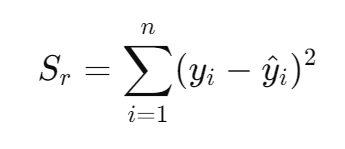 $S_r = \sum_{i=1}^{n} (y_i - \hat{y}_i)^2$